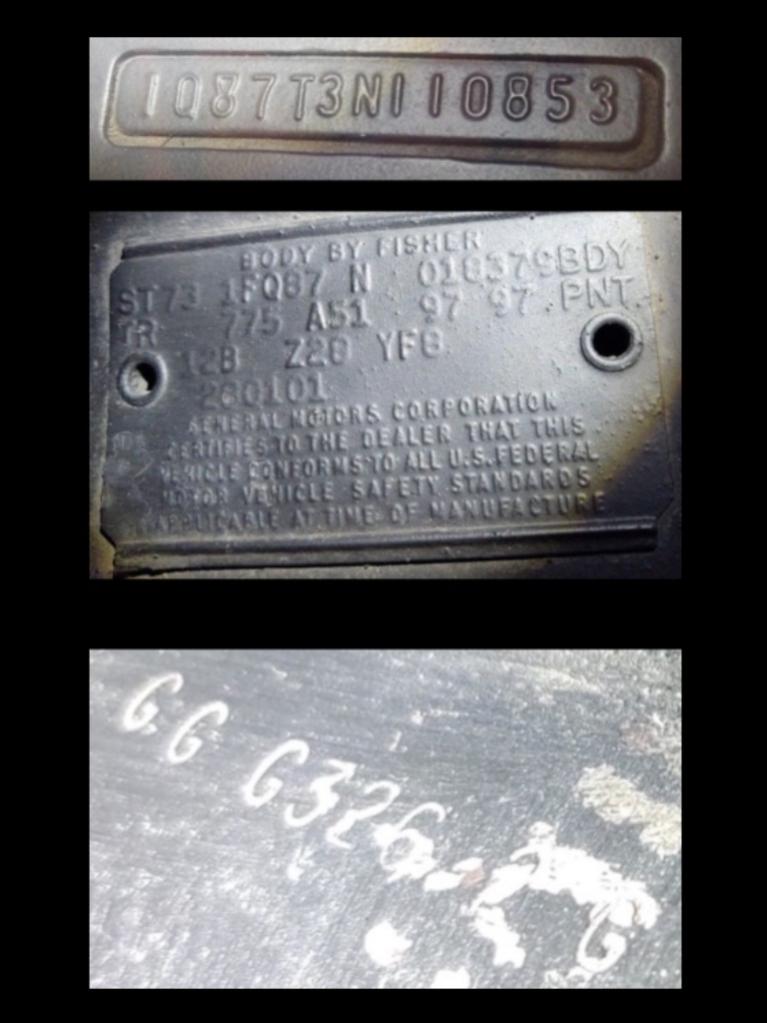 1Q87T3N110853
BODY BY FISHER
ST73 1FQ87 N 018379BDY
TR 775 A51 97 97 PNT
12B Z28 YF8
GENERAL MOTORS CORPORATION
CERTIFIES TO THE DEALER THAT THIS
VEHICLE CONFORMS TO ALL U.S. FEDERAL
MOTOR VEHICLE SAFETY STANDARDS
APPLICABLE AT TIME OF MANUFACTURE
GG G326